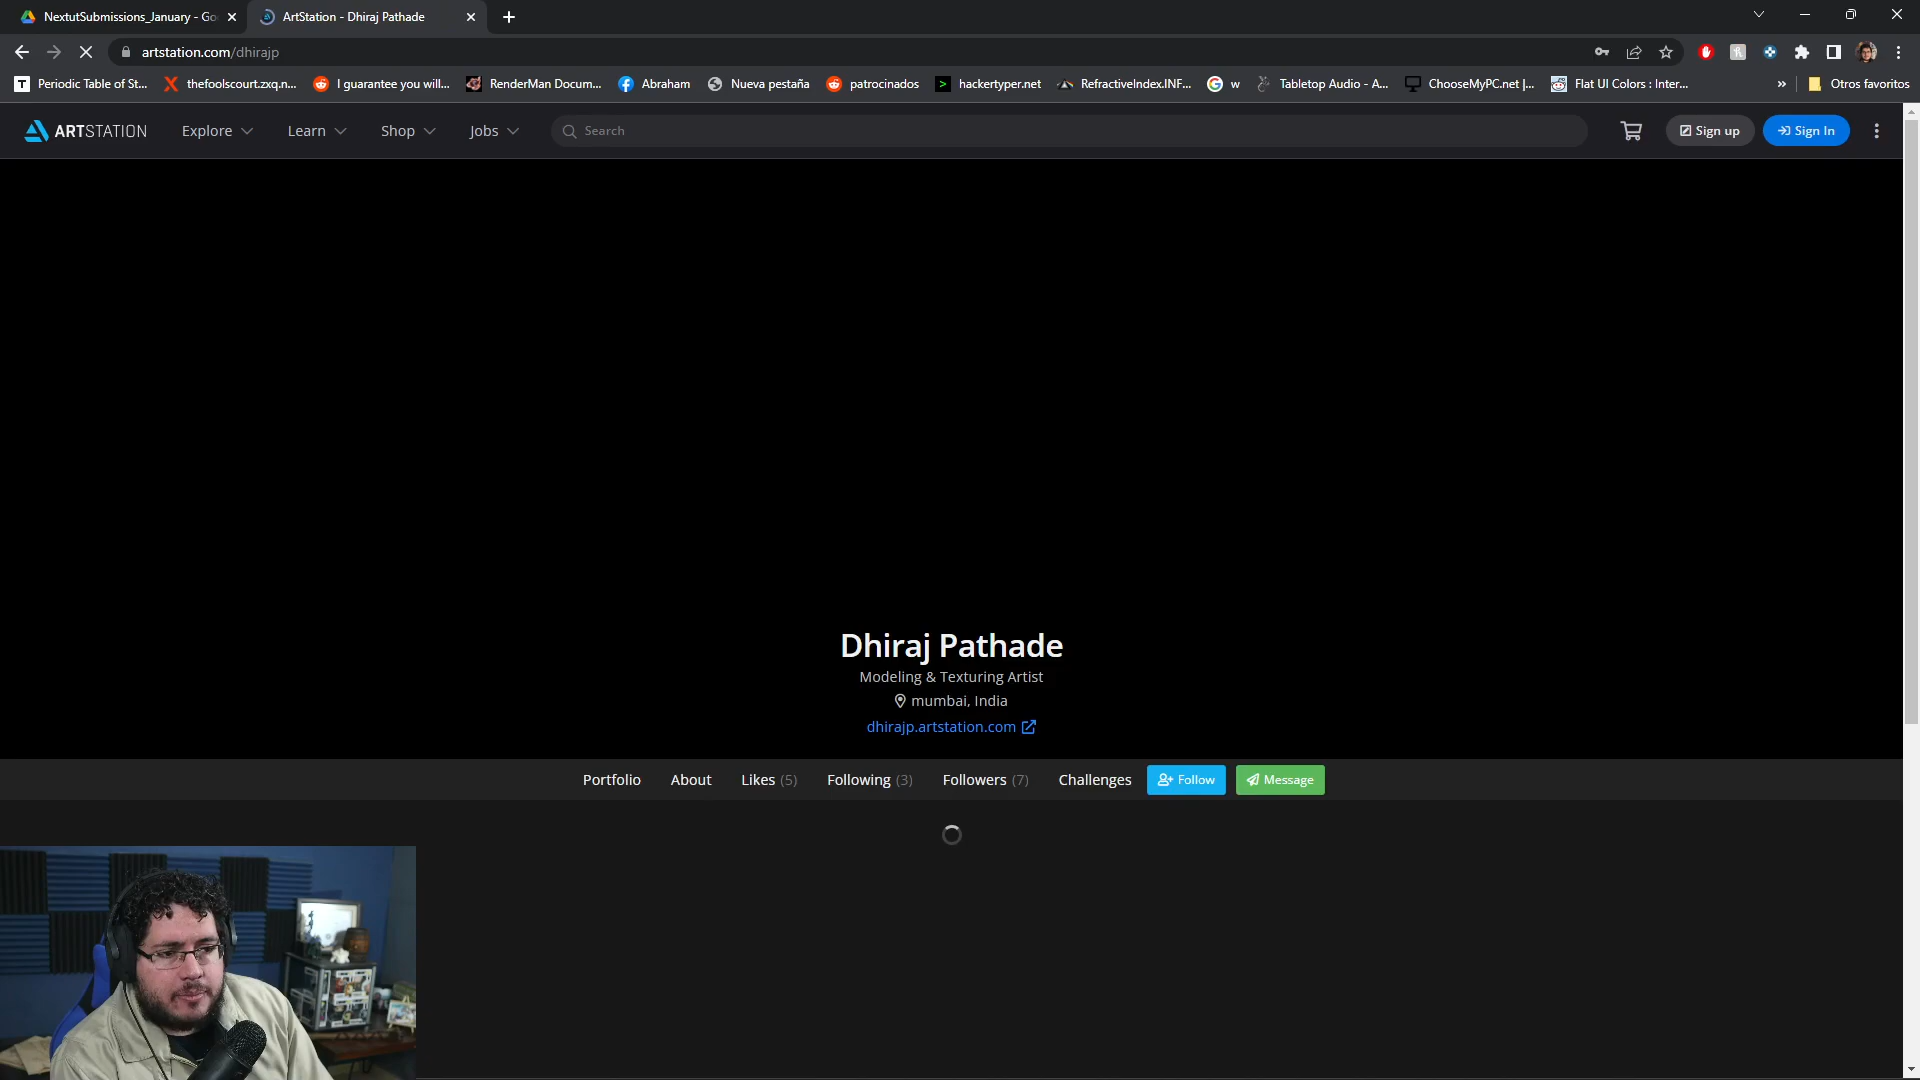 NextutSubmissions_January - Go
ArtStation - Dhiraj Pathade
artstation.com/dhirajp
Periodic Table of St...
thefoolscourt.zxq.n...
I guarantee you will...
RenderMan Docum...
Abraham
Nueva pestaña
patrocinados
hackertyper.net
RefractiveIndex.INF...
w
Tabletop Audio - A...
ChooseMyPC.net |...
Flat UI Colors : Inter...
»
Otros favoritos
ARTSTATION
Explore
Learn
Shop
Jobs
Search
Sign up
Sign In
Dhiraj Pathade
Modeling & Texturing Artist
mumbai, India
dhirajp.artstation.com
Portfolio About Likes (5) Following (3) Followers (7) Challenges Follow Message